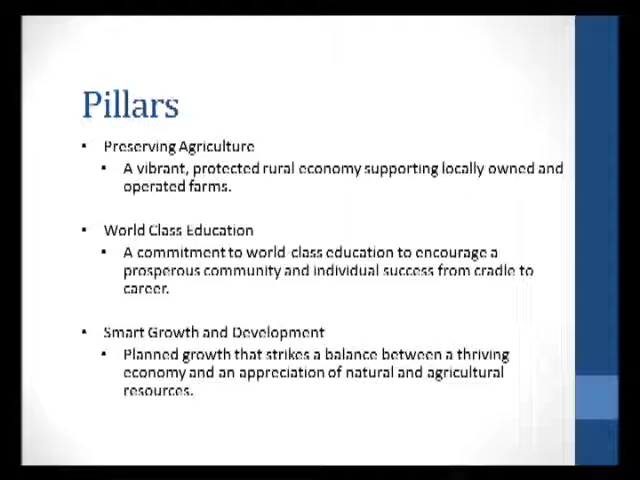 Pillars
• Preserving Agriculture
• A vibrant, protected rural economy supporting locally owned and
operated farms.
• World Class Education
• A commitment to world-class education to encourage a
prosperous community and individual success from cradle to
career.
• Smart Growth and Development
• Planned growth that strikes a balance between a thriving
economy and an appreciation of natural and agricultural
resources.